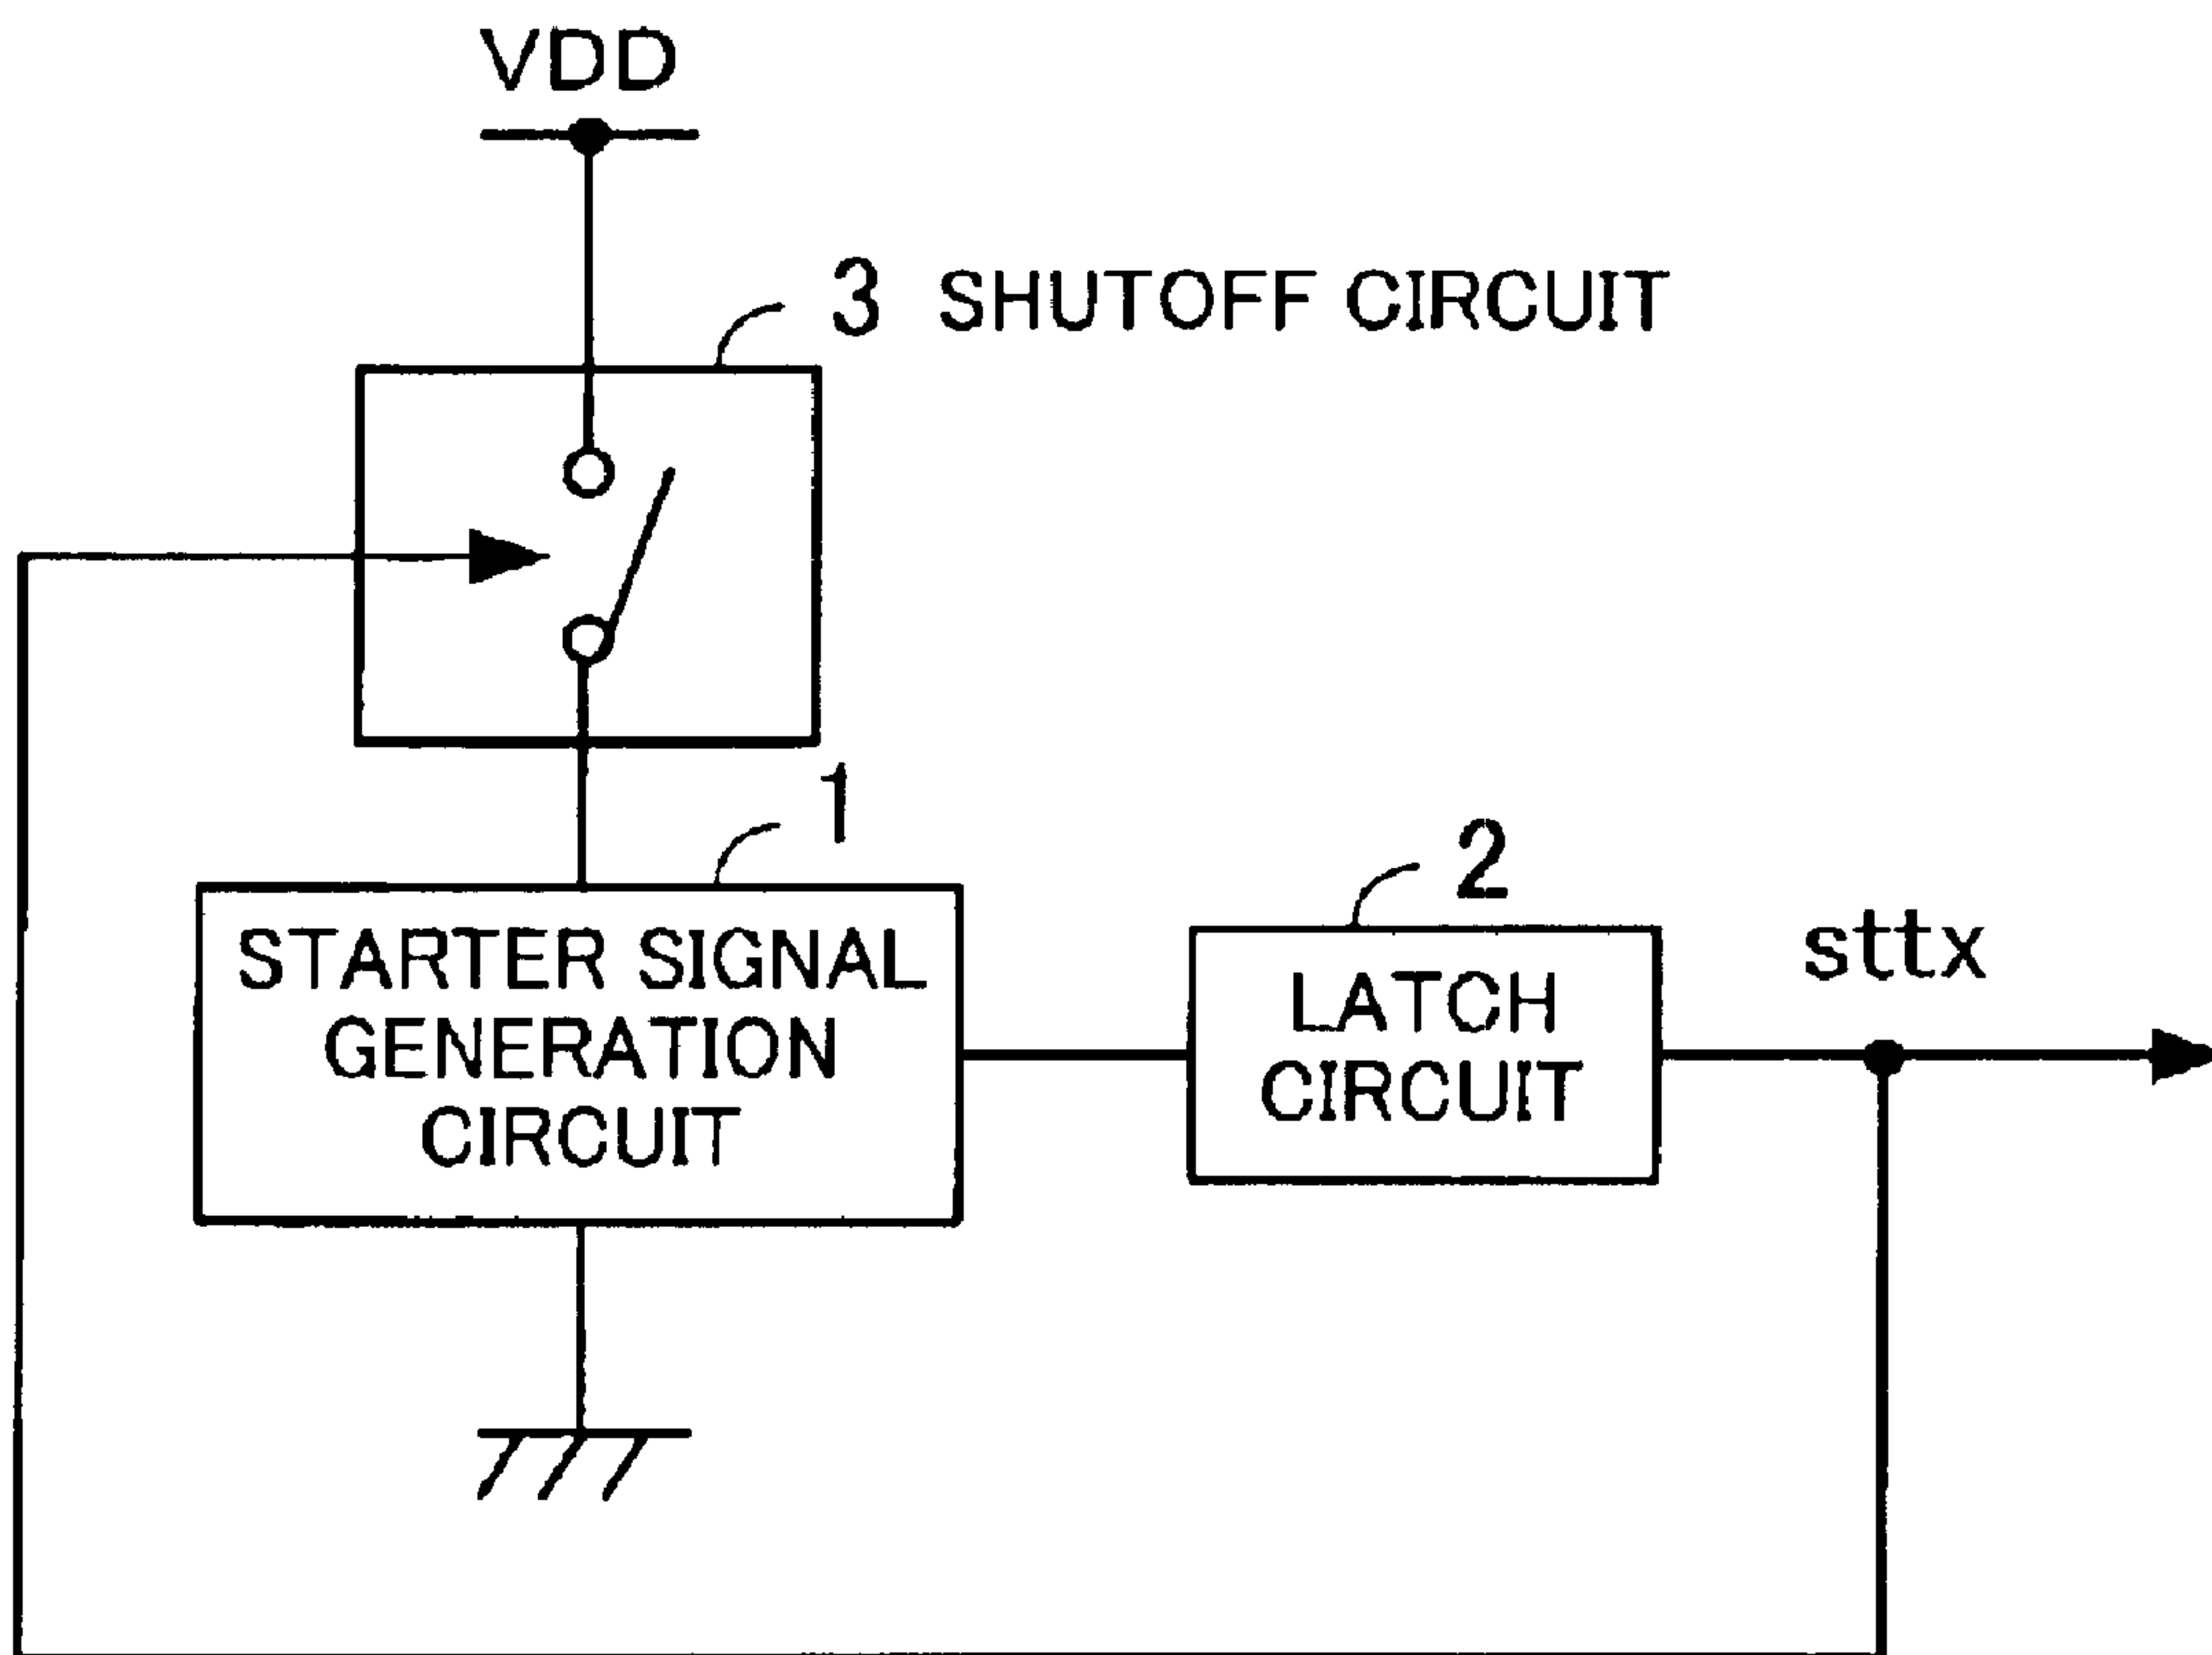 VDD
3 SHUTOFF CIRCUIT
1
STARTER SIGNAL
GENERATION
CIRCUIT
2
LATCH
CIRCUIT
sttx